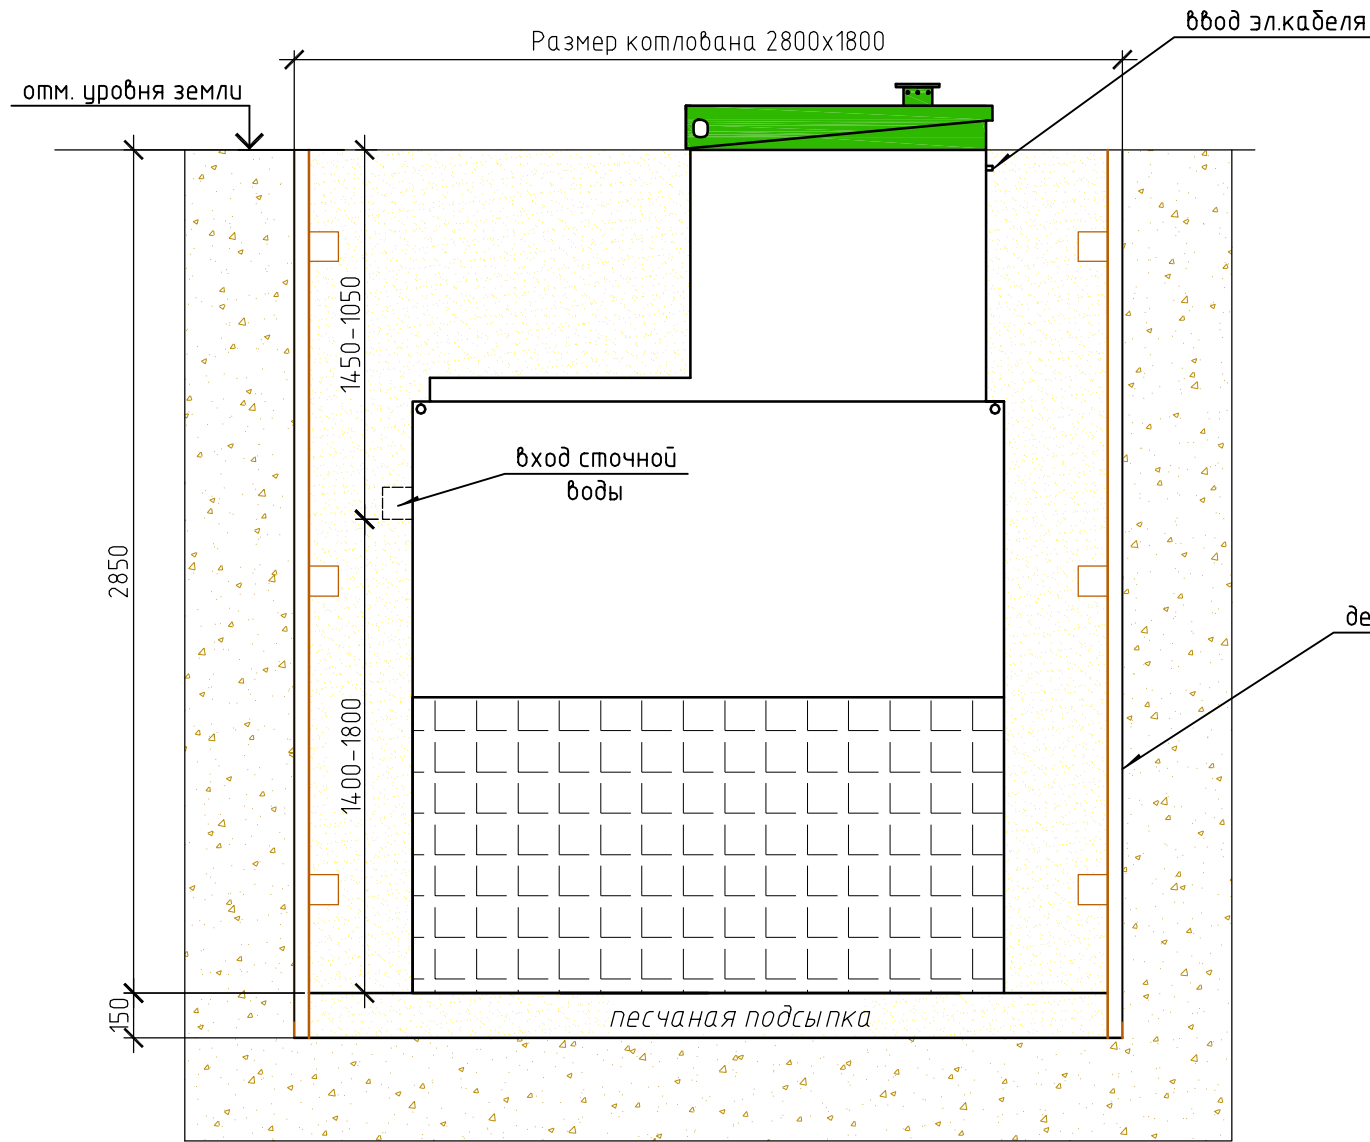 ввод эл.кабеля
Размер котлована 2800х1800
отм. уровня земли
1450-1050
вход сточной
воды
2850
де
1400-1800
150
песчаная подсыпка